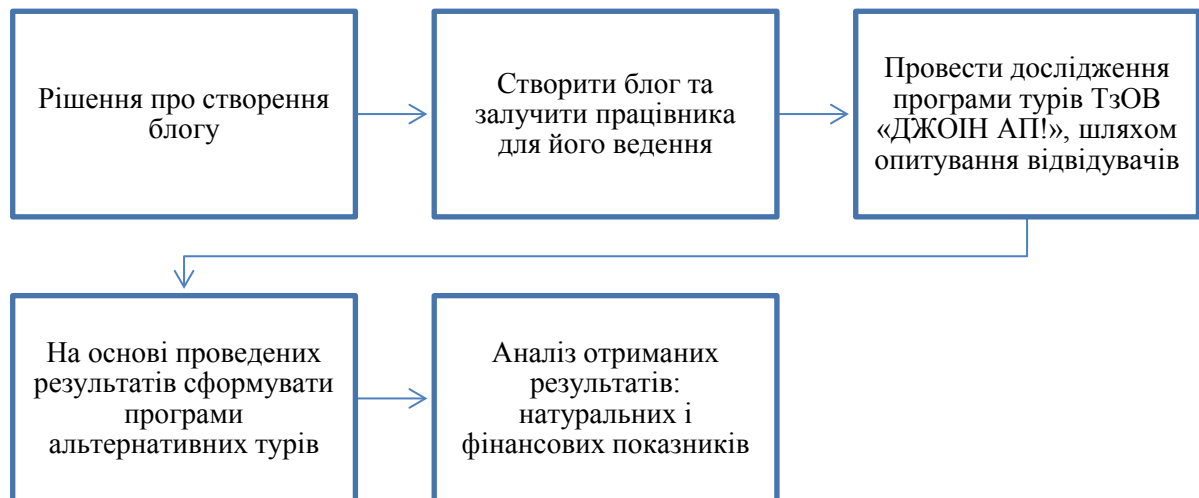 Рішення про створення
блогу
Створити блог та
залучити працівника
для його ведення
Провести дослідження
програми турів ТзОВ
«ДЖОІН АП!», шляхом
опитування відвідувачів
На основі проведених
результатів сформувати
програми
альтернативних турів
Аналіз отриманих
результатів:
натуральних і
фінансових показників